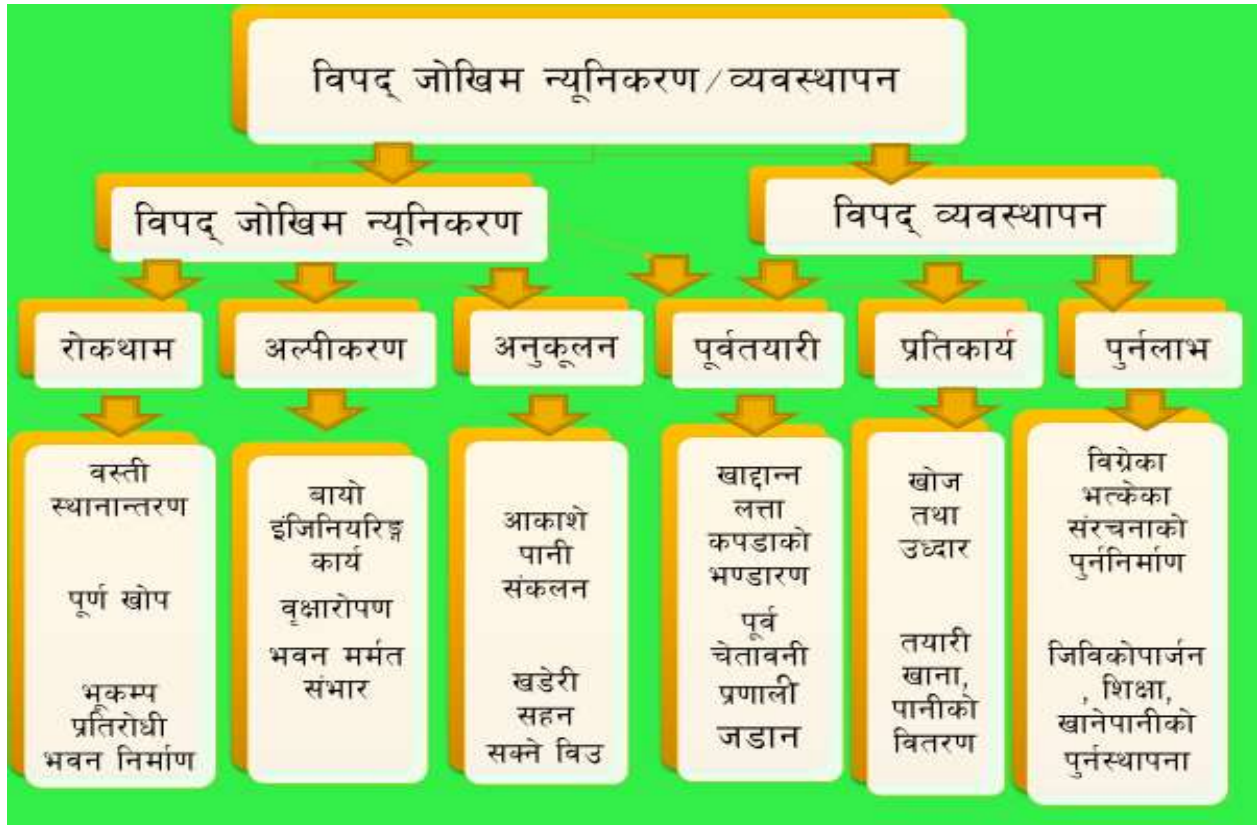 विपद् जोखिम न्यूनिकरण/व्यवस्थापन
विपद् जोखिम न्यूनिकरण
विपद् व्यवस्थापन
रोकथाम
अल्पीकरण
अनुकूलन
पूर्वतयारी
प्रतिकार्य
पुर्नलाभ
वस्ती
स्थानान्तरण
पूर्ण खोप
भूकम्प
प्रतिरोधी
भवन निर्माण
बायो
इंजिनियरिङ्ग
कार्य
वृक्षारोपण
भवन मर्मत
संभार
आकाशे
पानी
संकलन
खडेरी
सहन
सक्ने विउ
खाद्दान्न
लत्ता
कपडाको
भण्डारण
पूर्व
चेतावनी
प्रणाली
जडान
खोज
तथा
उध्दार
तयारी
खाना,
पानीको
वितरण
विग्रेका
भत्केका
संरचनाको
पुर्ननिर्माण
जिविकोपार्जन
, शिक्षा,
खानेपानीको
पुर्नस्थापना